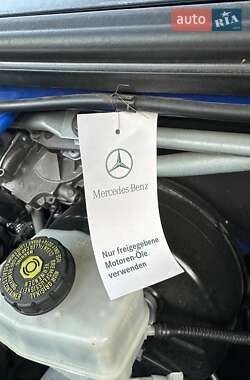 auto RIA
Mercedes-Benz
Nur freigegebene
Motoren-Öle
verwenden